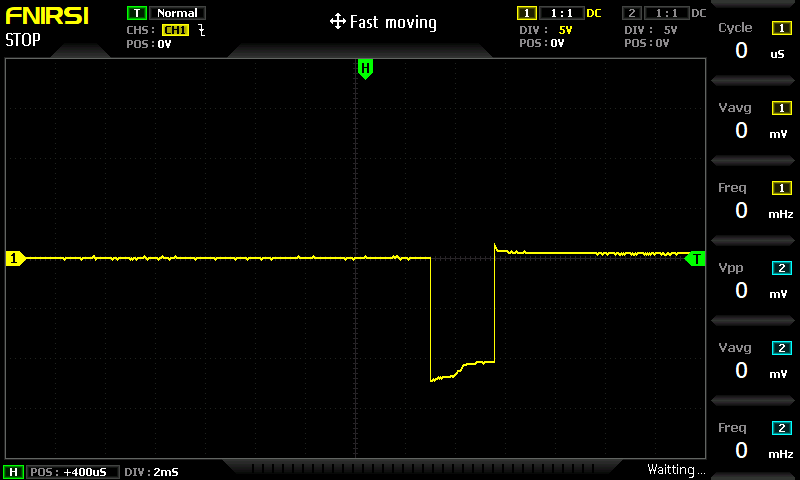 FNIRSI
STOP
T Normal
CHS: CH1
POS: 0V
Fast moving
1 1:1 DC
DIV: 5V
POS: 0V
2 1:1 DC
DIV: 5V
POS: 0V
H
1
T
Cycle 1
0 uS
Vavg 1
0 mV
Freq 1
0 mHz
Vpp 2
0 mV
Vavg 2
0 mV
Freq 2
0 mHz
H POS: +400uS DIV: 2mS
Waitting...